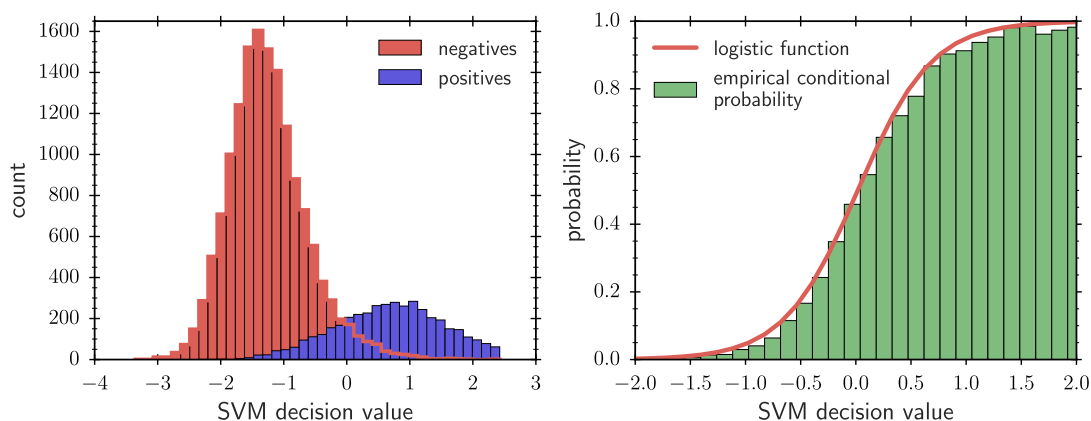 1600
1400
1200
1000
800
600
400
200
0
count
negatives
positives
−4 −3 −2 −1 0 1 2 3
SVM decision value
1.0
0.8
0.6
0.4
0.2
0.0
probability
logistic function
empirical conditional
probability
−2.0 −1.5 −1.0 −0.5 0.0 0.5 1.0 1.5 2.0
SVM decision value